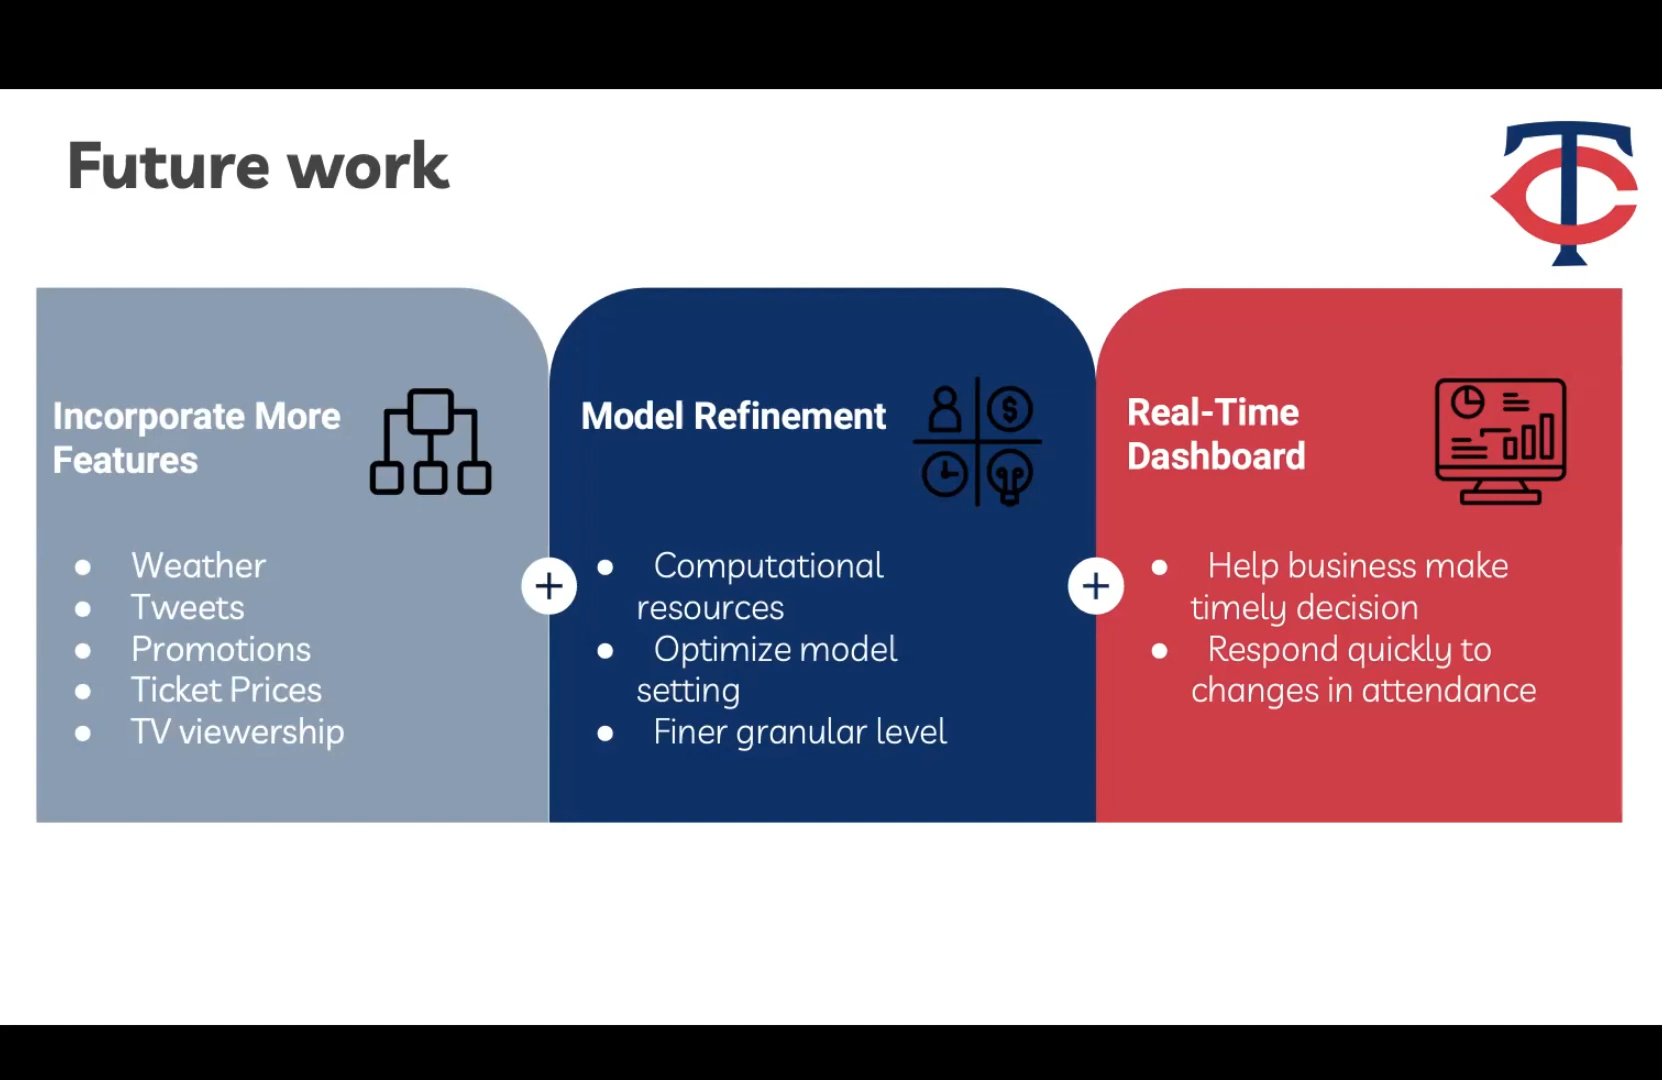 Future work
TC
Incorporate More
Features
● Weather
● Tweets
● Promotions
● Ticket Prices
● TV viewership
+
Model Refinement
$
● Computational
resources
● Optimize model
setting
● Finer granular level
+
Real-Time
Dashboard
● Help business make
timely decision
● Respond quickly to
changes in attendance